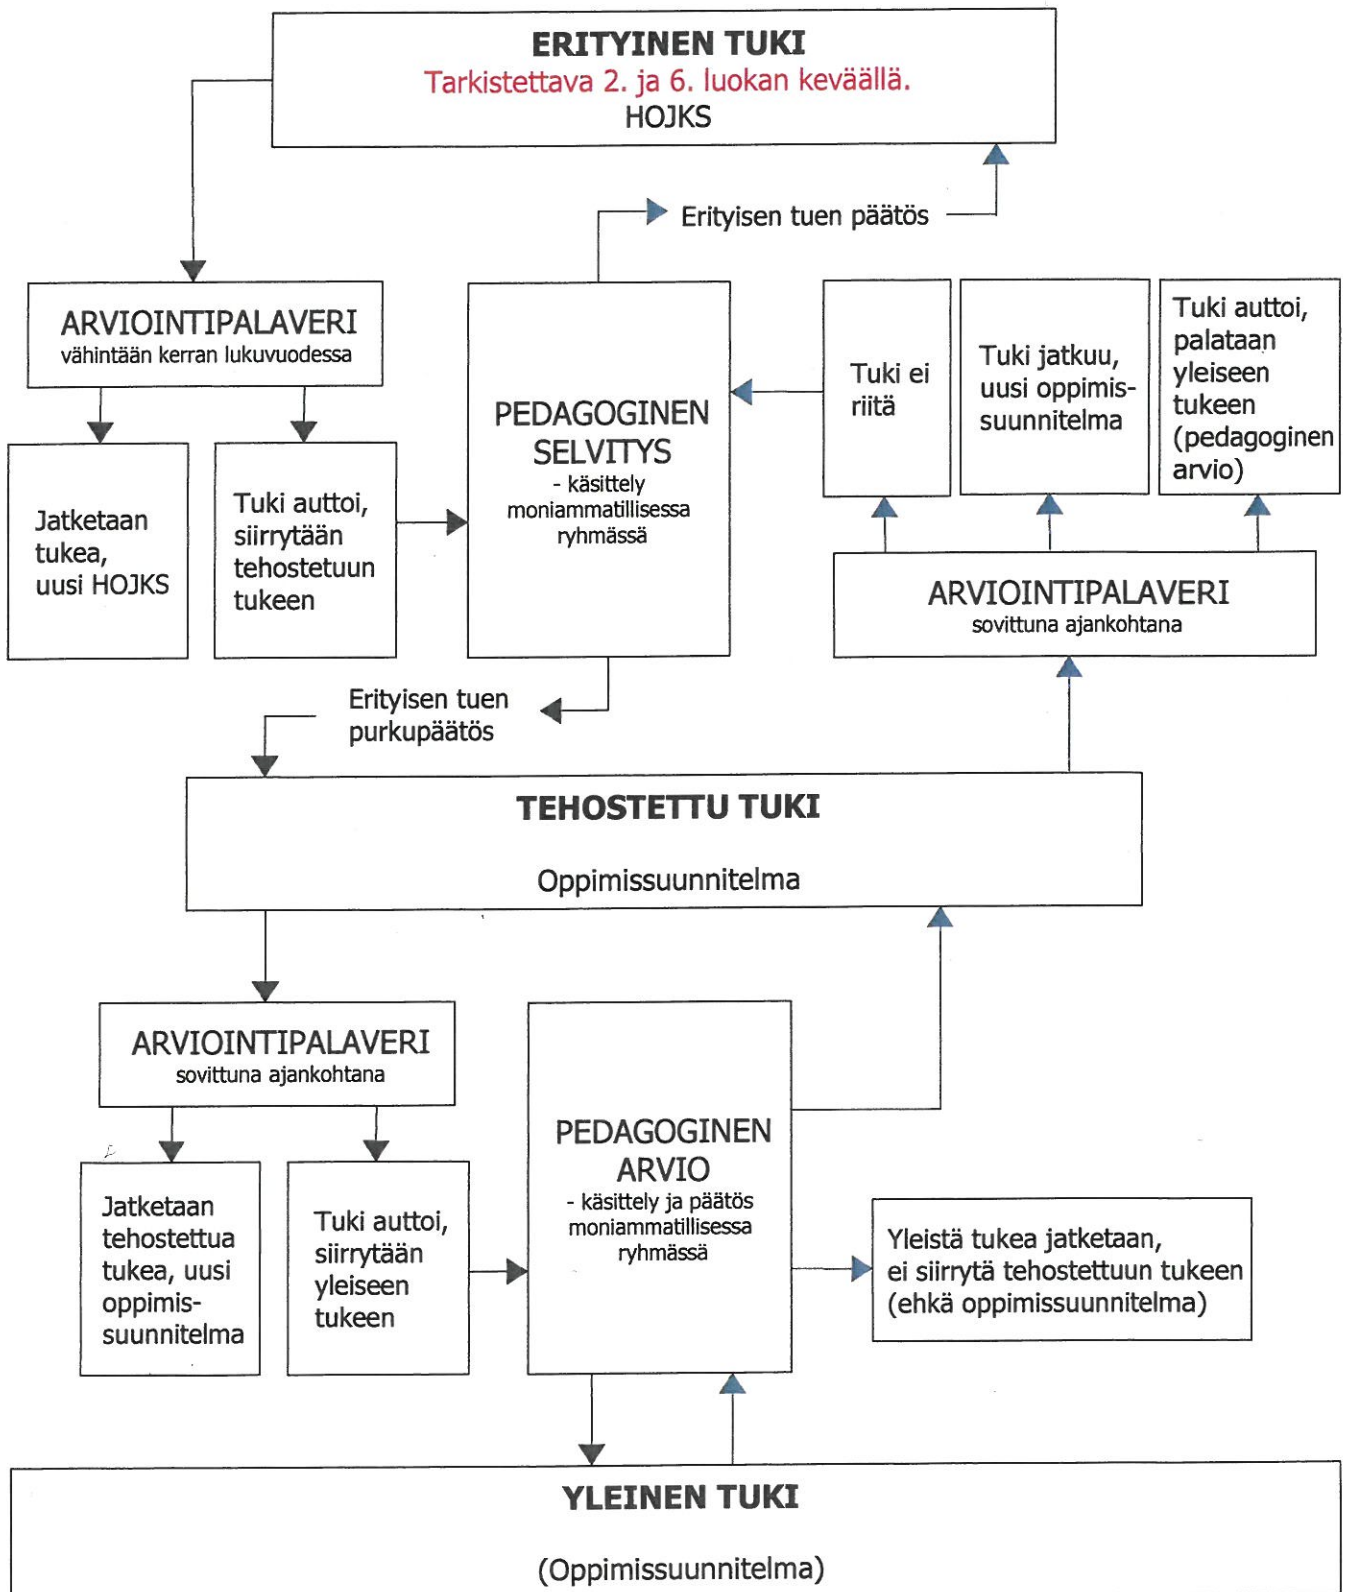 ERITYINEN TUKI
Tarkistettava 2. ja 6. luokan keväällä.
HOJKS
Erityisen tuen päätös
ARVIOINTIPALAVERI
vähintään kerran lukuvuodessa
Jatketaan
tukea,
uusi HOJKS
Tuki auttoi,
siirrytään
tehostetuun
tukeen
PEDAGOGINEN
SELVITYS
- käsittely
moniammatillisessa
ryhmässä
Tuki ei
riitä
Tuki jatkuu,
uusi oppimis-
suunnitelma
Tuki auttoi,
palataan
yleiseen
tukeen
(pedagoginen
arvio)
ARVIOINTIPALAVERI
sovittuna ajankohtana
Erityisen tuen
purkupäätös
TEHOSTETTU TUKI
Oppimissuunnitelma
ARVIOINTIPALAVERI
sovittuna ajankohtana
Jatketaan
tehostettua
tukea, uusi
oppimis-
suunnitelma
Tuki auttoi,
siirrytään
yleiseen
tukeen
PEDAGOGINEN
ARVIO
- käsittely ja päätös
moniammatillisessa
ryhmässä
Yleistä tukea jatketaan,
ei siirrytä tehostettuun tukeen
(ehkä oppimissuunnitelma)
YLEINEN TUKI
(Oppimissuunnitelma)